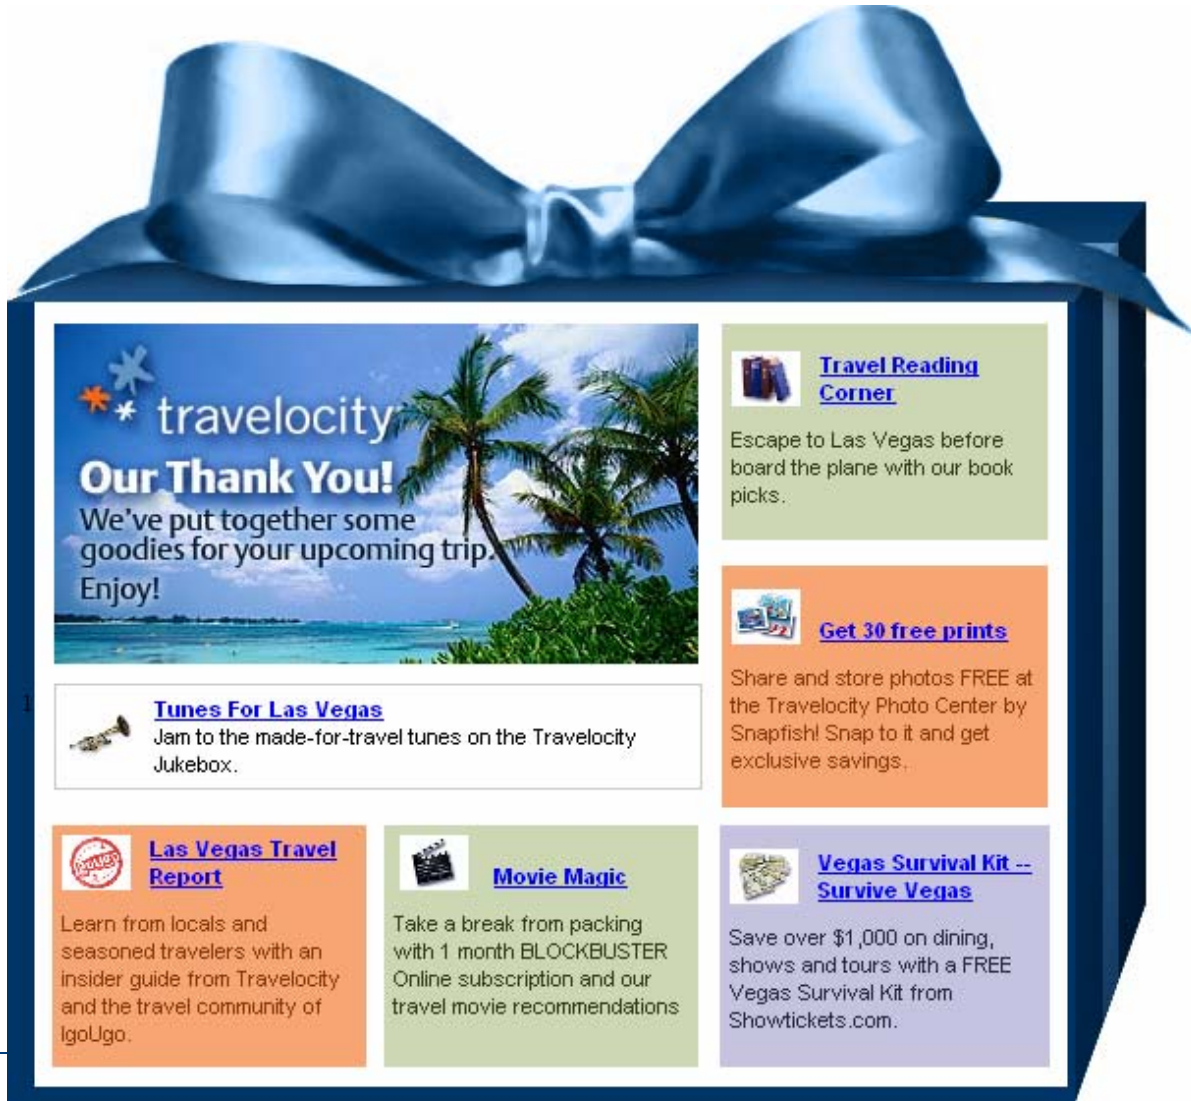 travelocity
Our Thank You!
We've put together some
goodies for your upcoming trip.
Enjoy!
Travel Reading
Corner
Escape to Las Vegas before
board the plane with our book
picks.
Get 30 free prints
Share and store photos FREE at
the Travelocity Photo Center by
Snapfish! Snap to it and get
exclusive savings.
Tunes For Las Vegas
Jam to the made-for-travel tunes on the Travelocity
Jukebox.
Las Vegas Travel
Report
Learn from locals and
seasoned travelers with an
insider guide from Travelocity
and the travel community of
IgoUgo.
Movie Magic
Take a break from packing
with 1 month BLOCKBUSTER
Online subscription and our
travel movie recommendations
Vegas Survival Kit --
Survive Vegas
Save over $1,000 on dining,
shows and tours with a FREE
Vegas Survival Kit from
Showtickets.com.